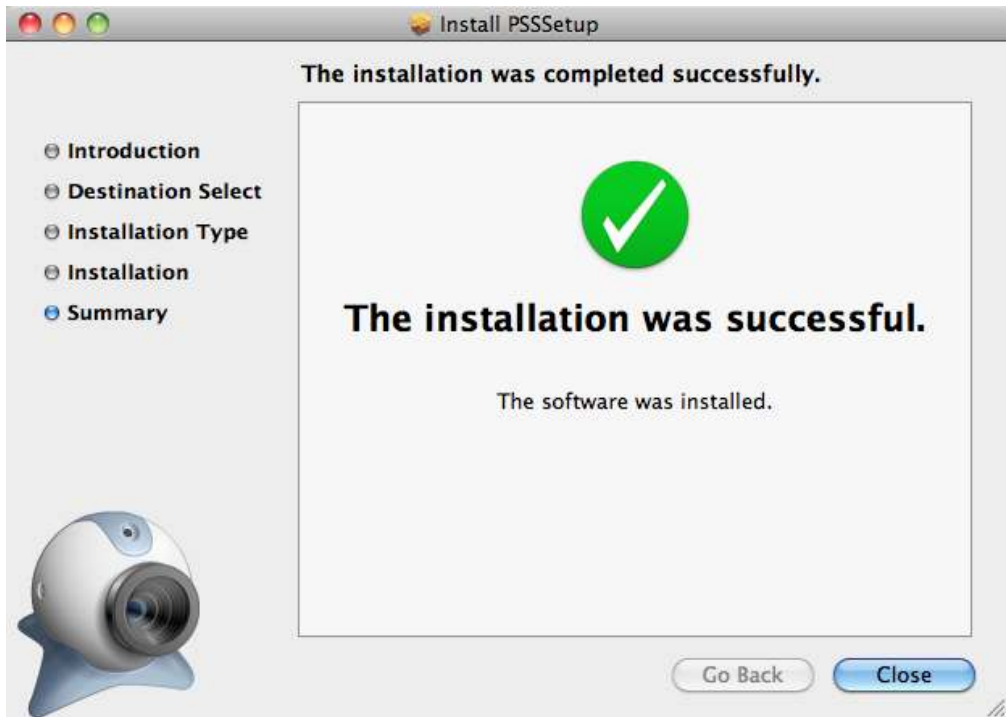 Install PSSSetup
The installation was completed successfully.
Introduction
Destination Select
Installation Type
Installation
Summary
The installation was successful.
The software was installed.
Go Back
Close